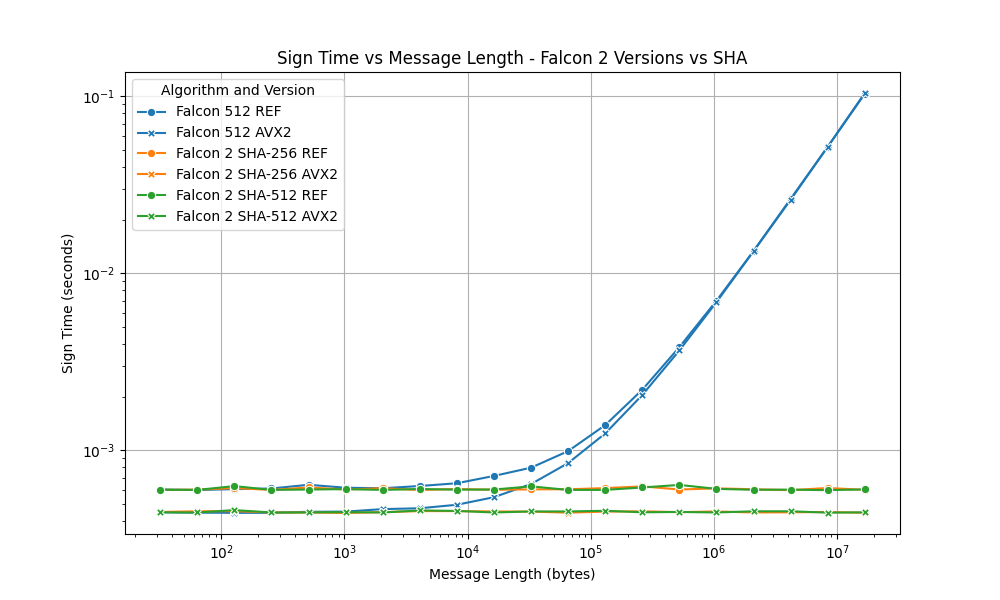 Sign Time vs Message Length - Falcon 2 Versions vs SHA
Algorithm and Version
Falcon 512 REF
Falcon 512 AVX2
Falcon 2 SHA-256 REF
Falcon 2 SHA-256 AVX2
Falcon 2 SHA-512 REF
Falcon 2 SHA-512 AVX2
Sign Time (seconds)
10⁻¹
10⁻²
10⁻³
10² 10³ 10⁴ 10⁵ 10⁶ 10⁷
Message Length (bytes)